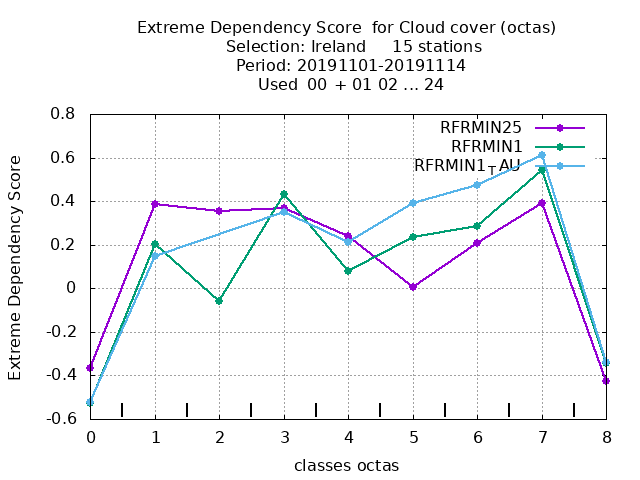 Extreme Dependency Score  for Cloud cover (octas)
Selection: Ireland     15 stations
Period: 20191101-20191114
Used  00 + 01 02 ... 24
Extreme Dependency Score
0.8
0.6
0.4
0.2
0
-0.2
-0.4
-0.6
RFRMIN25
RFRMIN1
RFRMIN1_TAU
0 1 2 3 4 5 6 7 8
classes octas